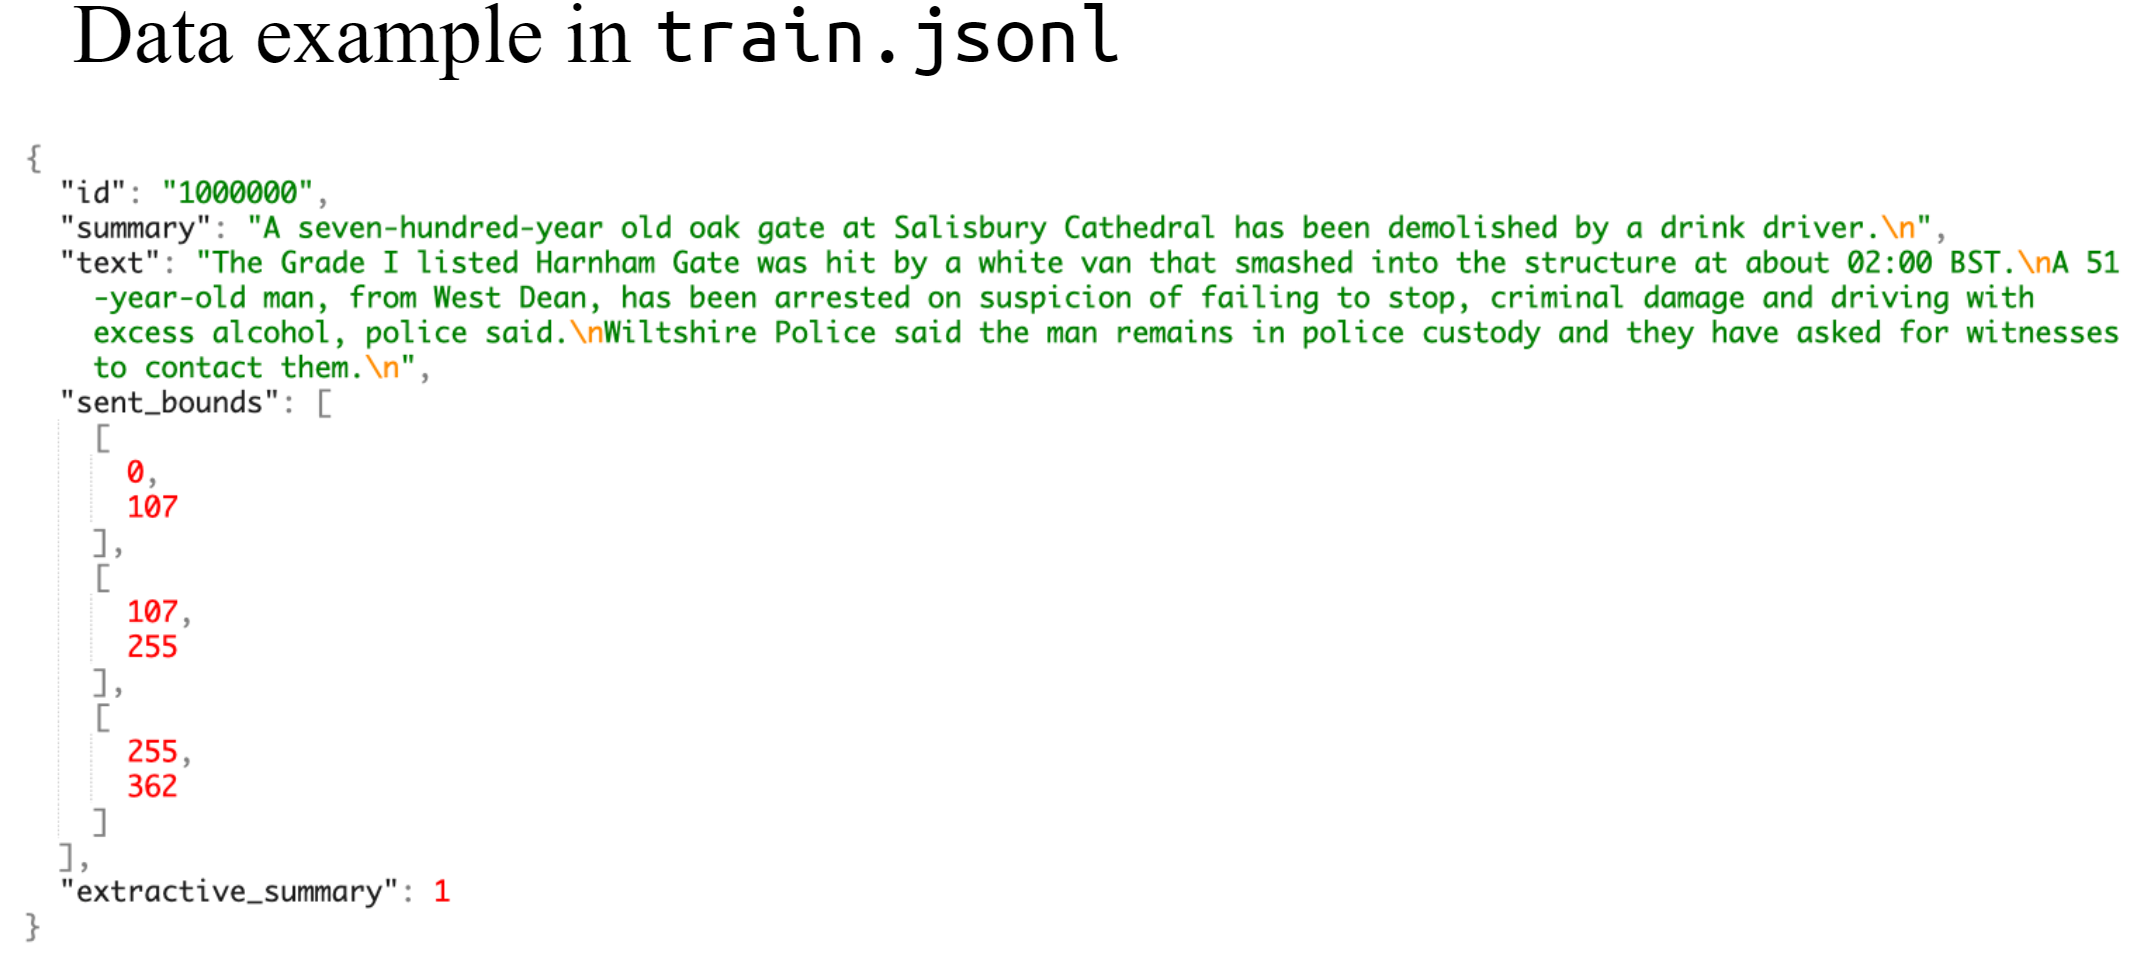 Data example in train.jsonl
{
"id": "1000000",
"summary": "A seven-hundred-year old oak gate at Salisbury Cathedral has been demolished by a drink driver.\n",
"text": "The Grade I listed Harnham Gate was hit by a white van that smashed into the structure at about 02:00 BST.\nA 51
-year-old man, from West Dean, has been arrested on suspicion of failing to stop, criminal damage and driving with
excess alcohol, police said.\nWiltshire Police said the man remains in police custody and they have asked for witnesses
to contact them.\n",
"sent_bounds": [
[
0,
107
],
[
107,
255
],
[
255,
362
]
],
"extractive_summary": 1
}